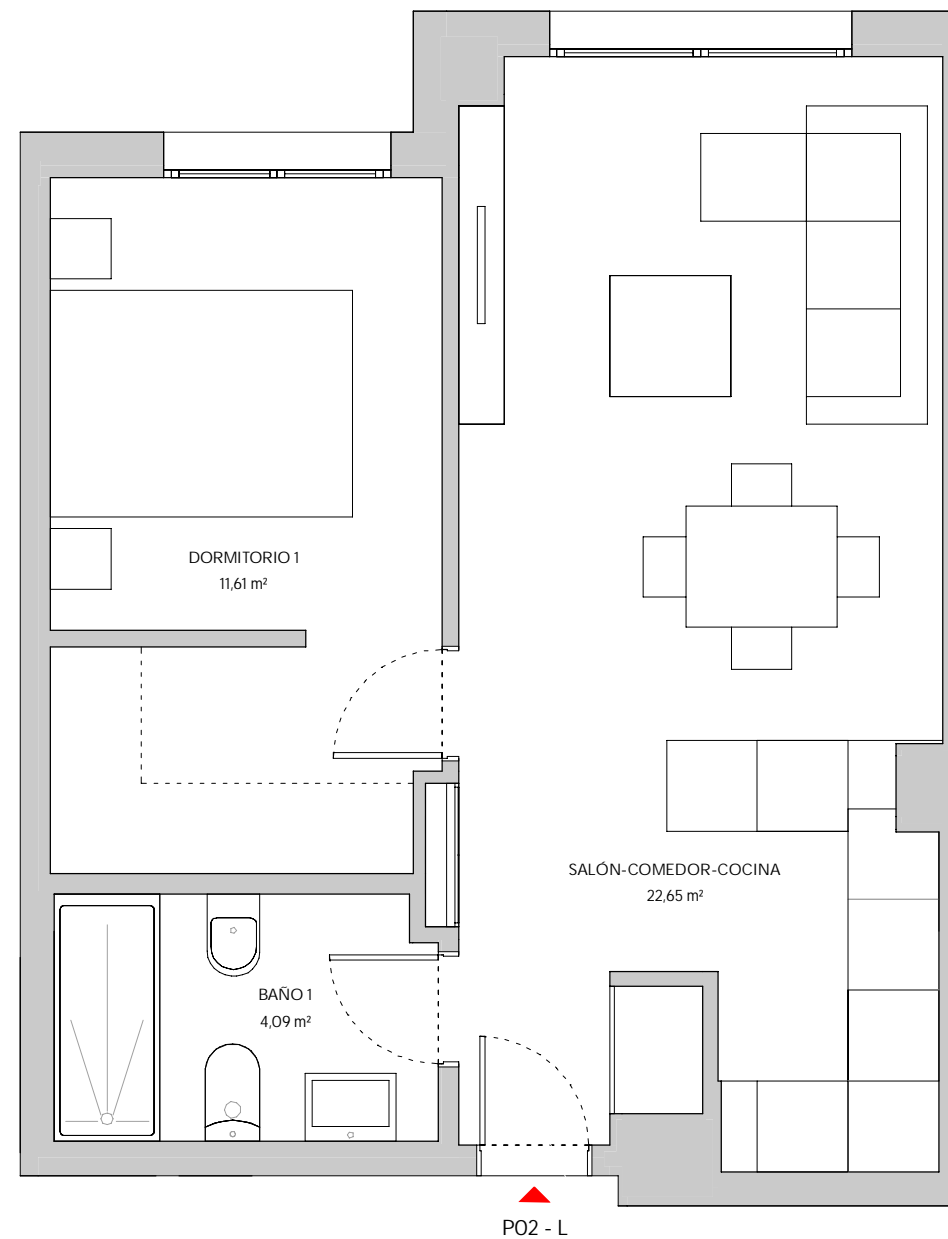 DORMITORIO 1
11,61 m²
SALÓN-COMEDOR-COCINA
22,65 m²
BAÑO 1
4,09 m²
P02 - L